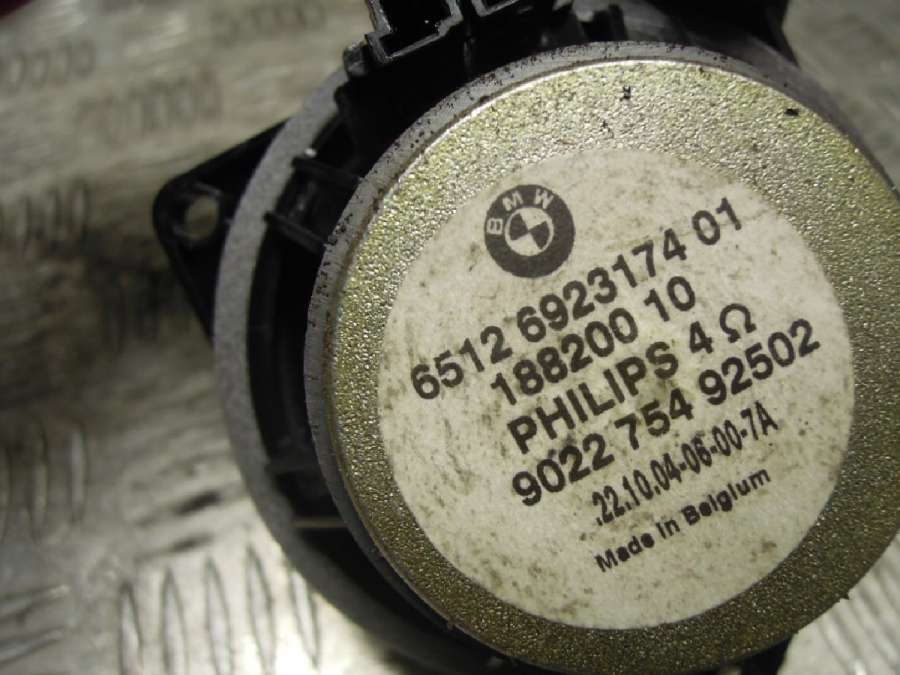 BMW
6512 6923174 01
188200 10
PHILIPS 4 Ω
9022 754 92502
.22.10.04-06-00-7A
Made in Belgium